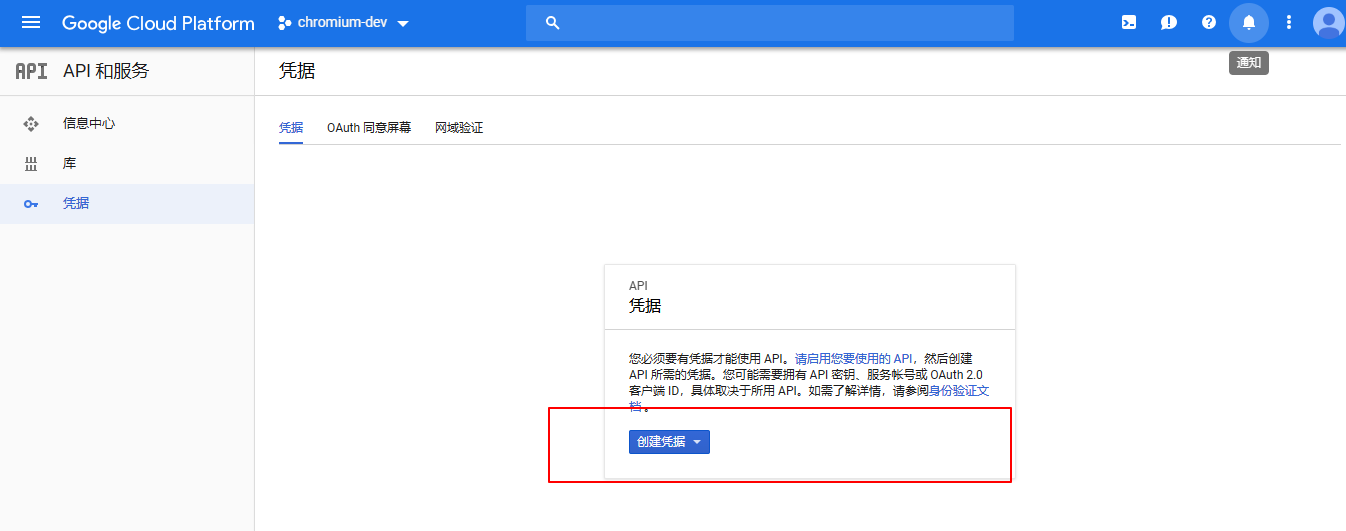 Google Cloud Platform
chromium-dev
通知
API
API 和服务
凭据
信息中心
库
凭据
凭据
OAuth 同意屏幕
网域验证
API
凭据
您必须要有凭据才能使用 API。请启用您要使用的 API，然后创建
API 所需的凭据。您可能需要拥有 API 密钥、服务帐号或 OAuth 2.0
客户端 ID，具体取决于所用 API。如需了解详情，请参阅身份验证文
档 。
创建凭据